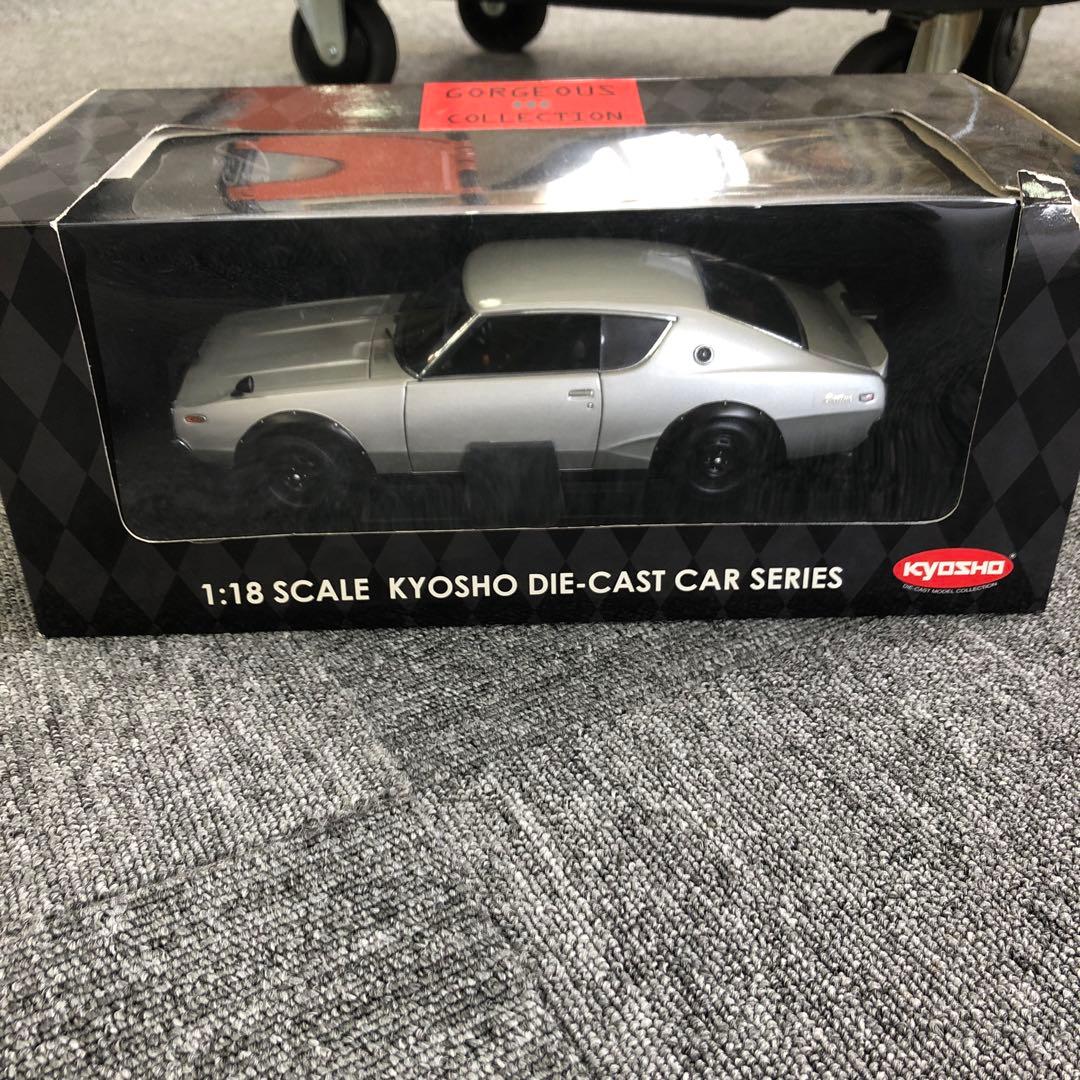 GORGEOUS
COLLECTION
1:18 SCALE KYOSHO DIE-CAST CAR SERIES
KYOSHO
DIE-CAST MODEL COLLECTION